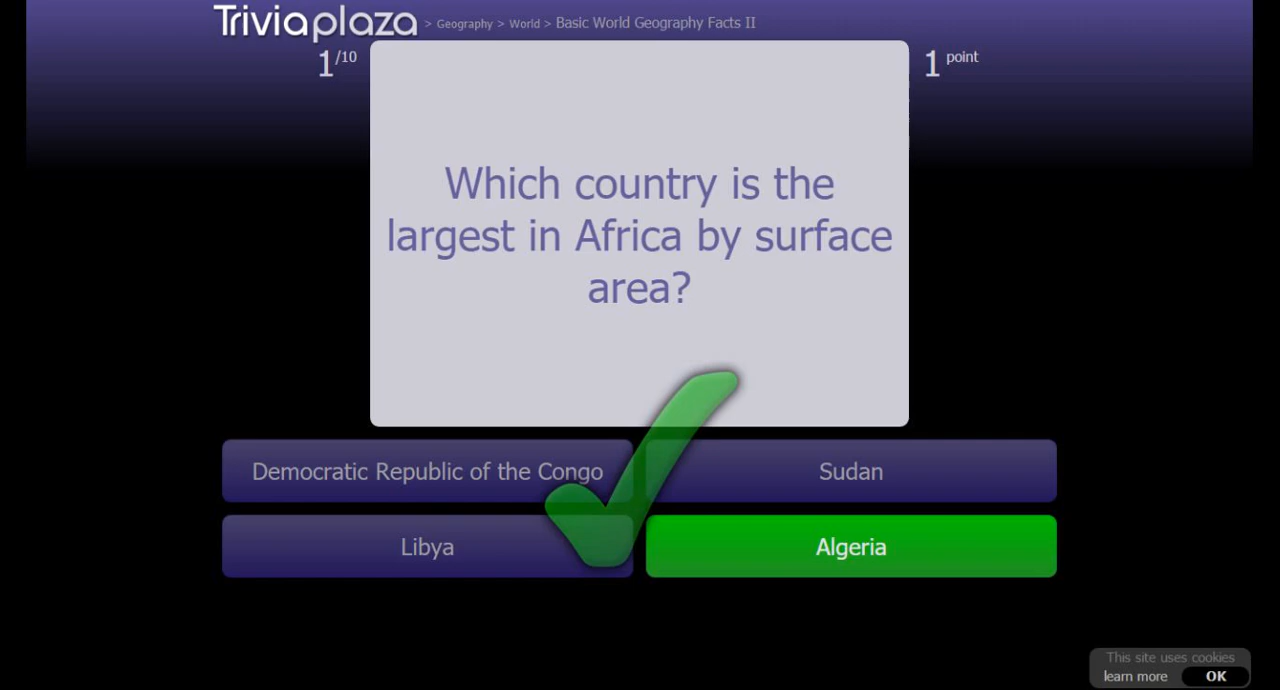 Triviaplaza > Geography > World > Basic World Geography Facts II
1/10
1 point
Which country is the
largest in Africa by surface
area?
Democratic Republic of the Congo
Sudan
Libya
Algeria
This site uses cookies
learn more OK